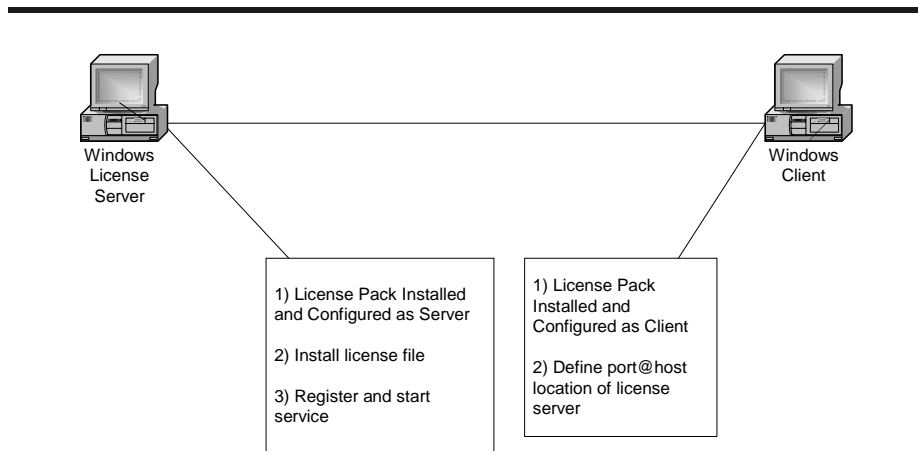 Windows
License
Server
Windows
Client
1) License Pack Installed
and Configured as Server
2) Install license file
3) Register and start
service
1) License Pack
Installed and
Configured as Client
2) Define port@host
location of license
server